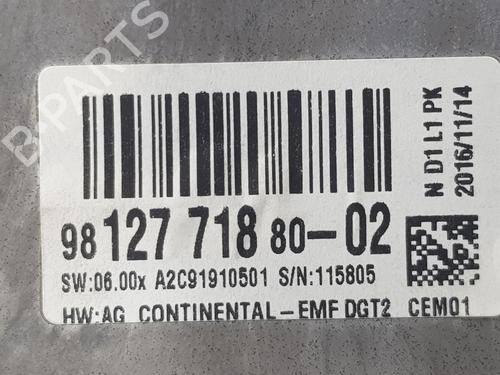 B-PARTS
98 127 718 80-02
SW:06.00x A2C91910501 S/N:115805
HW:AG CONTINENTAL-EMF DGT2 CEM01
N D1 L1 PK
2016/11/14